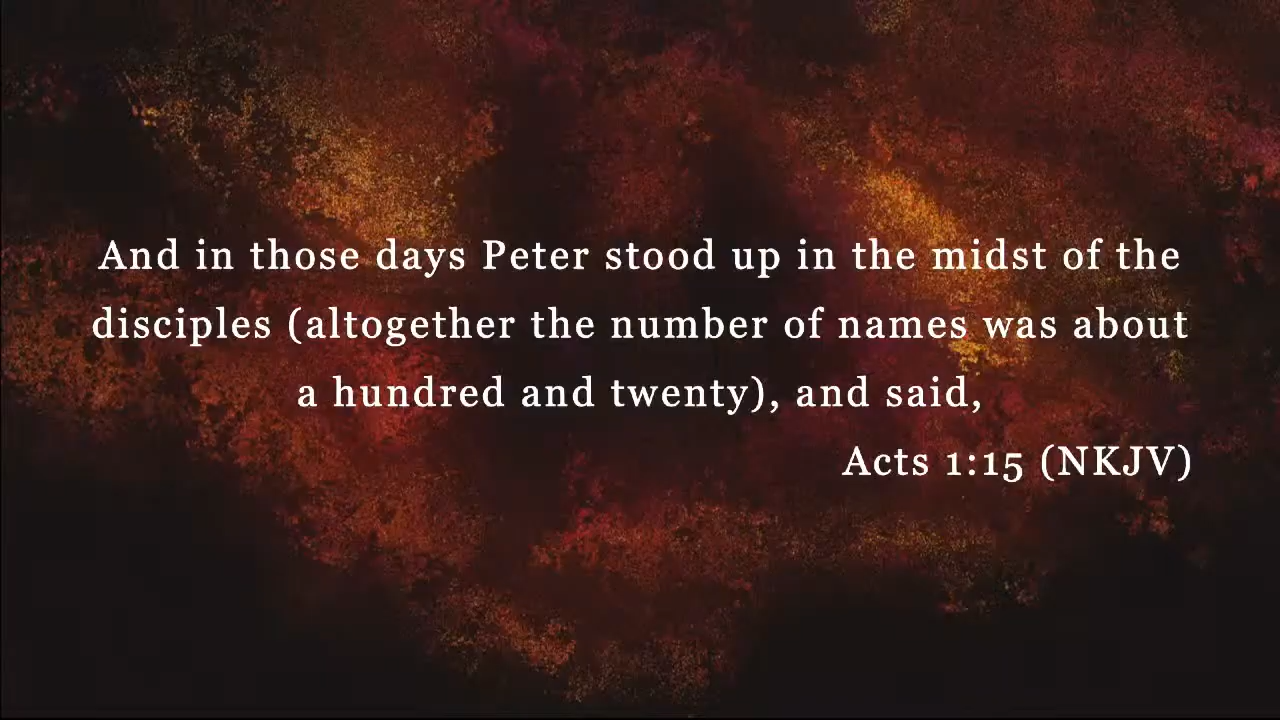 And in those days Peter stood up in the midst of the
disciples (altogether the number of names was about
a hundred and twenty), and said,
Acts 1:15 (NKJV)